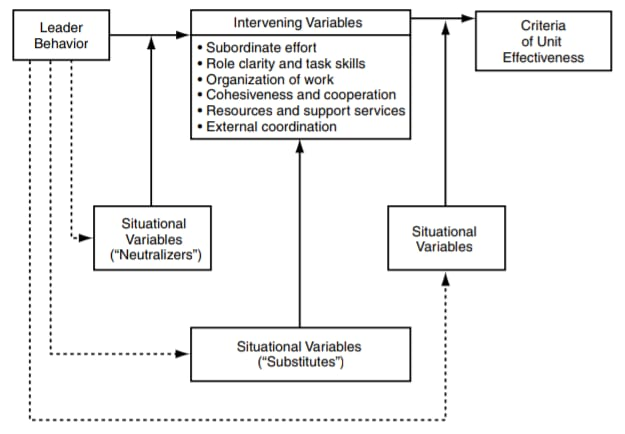 Leader
Behavior
Intervening Variables
• Subordinate effort
• Role clarity and task skills
• Organization of work
• Cohesiveness and cooperation
• Resources and support services
• External coordination
Criteria
of Unit
Effectiveness
Situational
Variables
(“Neutralizers”)
Situational
Variables
Situational Variables
(“Substitutes”)